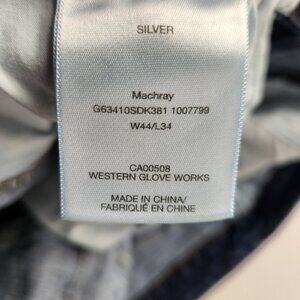 SILVER
Machray
G63410SDK381 1007799
W44/L34
CA00508
WESTERN GLOVE WORKS
MADE IN CHINA/
FABRIQUÉ EN CHINE